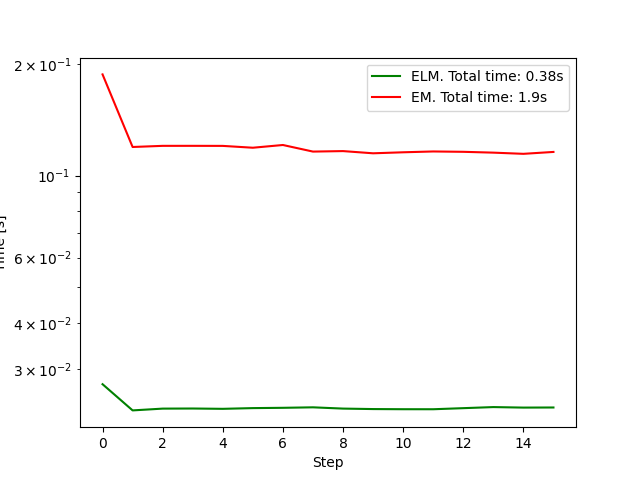 2 × 10⁻¹
10⁻¹
6 × 10⁻²
4 × 10⁻²
3 × 10⁻²
[s]
ELM. Total time: 0.38s
EM. Total time: 1.9s
0 2 4 6 8 10 12 14
Step